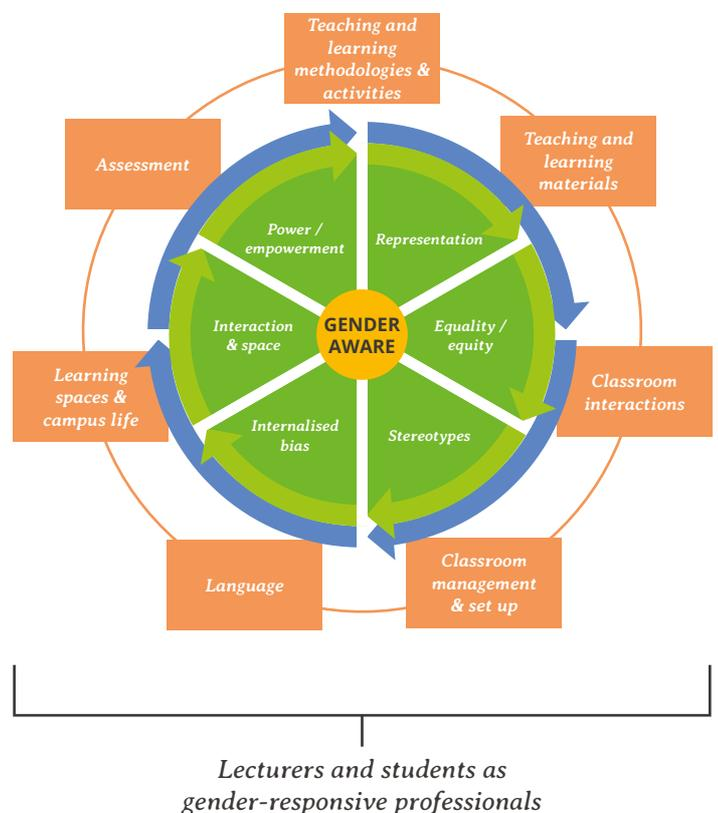 Teaching and
learning
methodologies &
activities
Assessment
Teaching and
learning
materials
Power /
empowerment
Representation
Interaction
& space
GENDER
AWARE
Equality /
equity
Learning
spaces &
campus life
Classroom
interactions
Internalised
bias
Stereotypes
Language
Classroom
management
& set up
Lecturers and students as
gender-responsive professionals